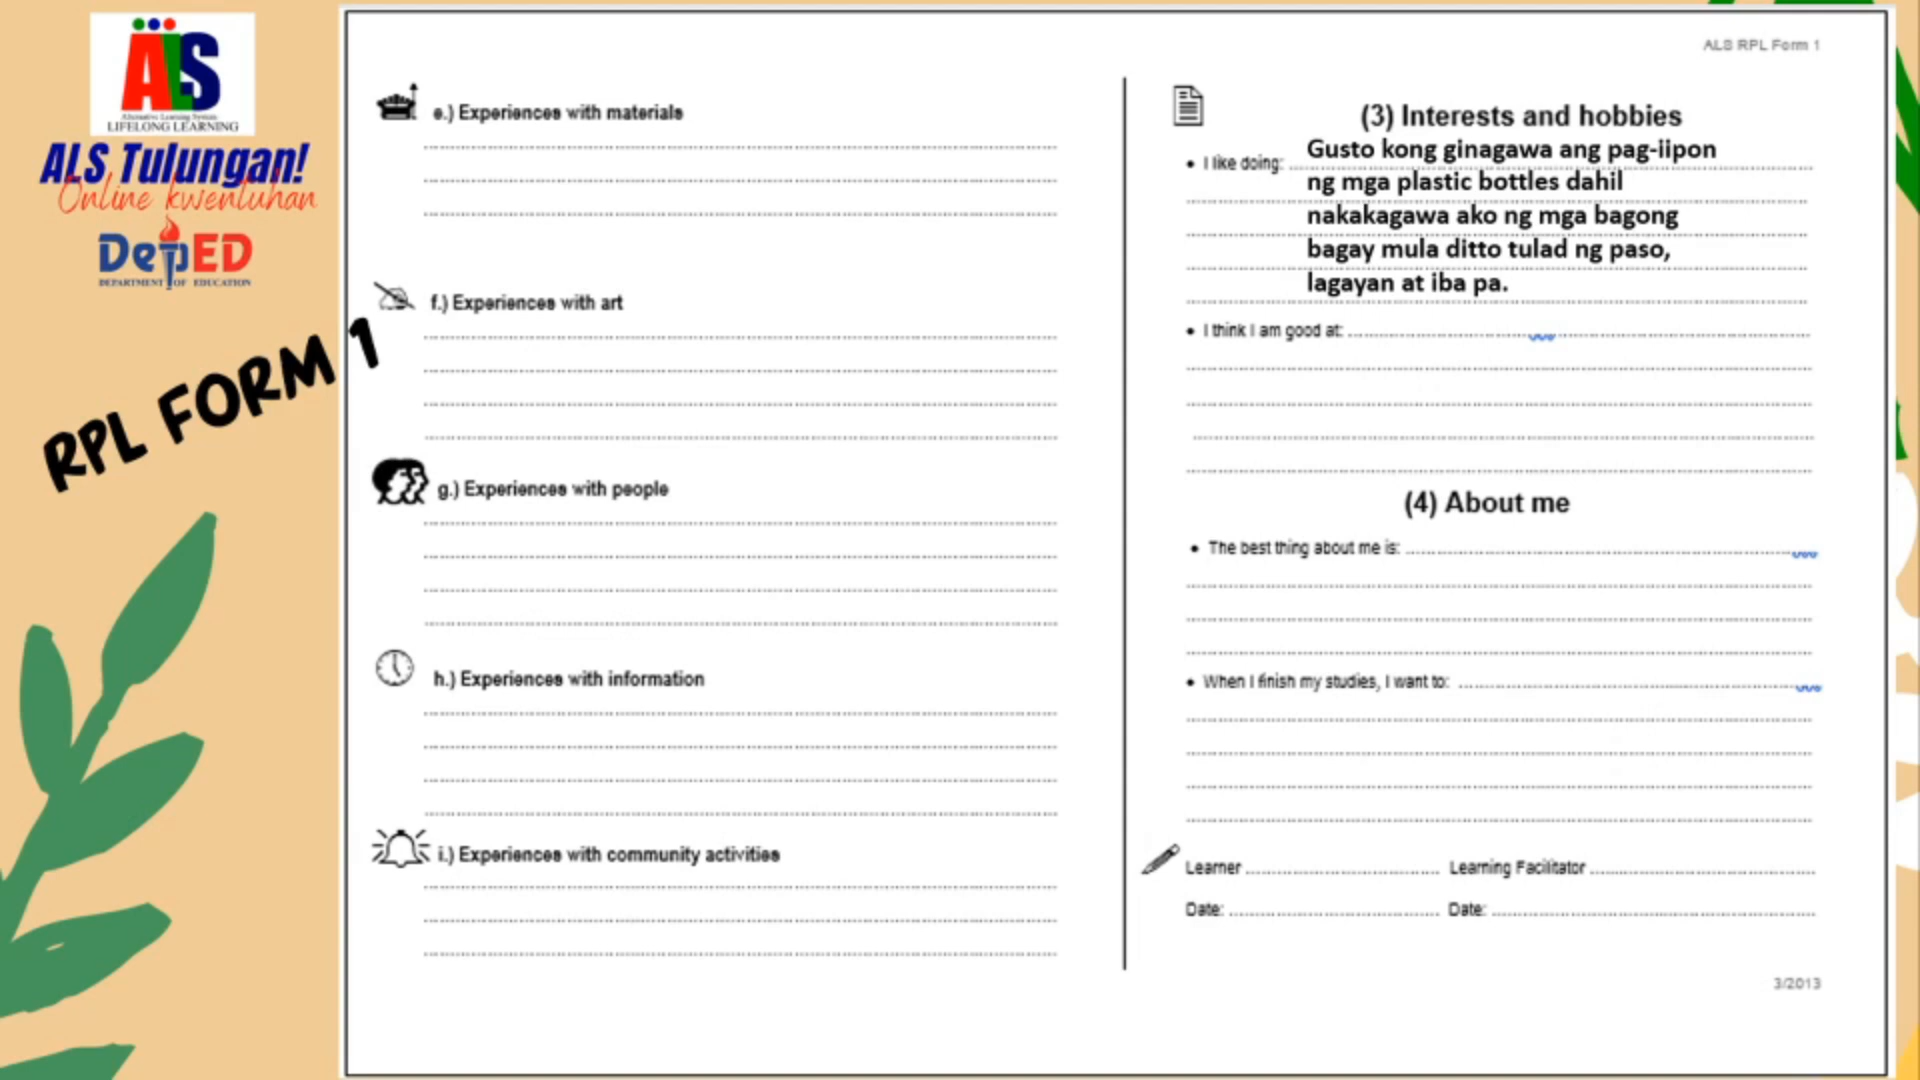 ALS
Alternative Learning System
LIFELONG LEARNING
ALS Tulungan!
Online kwentuhan
DepED
DEPARTMENT OF EDUCATION
RPL FORM 1
ALS RPL Form 1
e.) Experiences with materials
f.) Experiences with art
g.) Experiences with people
h.) Experiences with information
i.) Experiences with community activities
(3) Interests and hobbies
• I like doing: Gusto kong ginagawa ang pag-iipon
ng mga plastic bottles dahil
nakakagawa ako ng mga bagong
bagay mula ditto tulad ng paso,
lagayan at iba pa.
• I think I am good at:
(4) About me
• The best thing about me is:
• When I finish my studies, I want to:
Learner Learning Facilitator
Date: Date:
3/2013